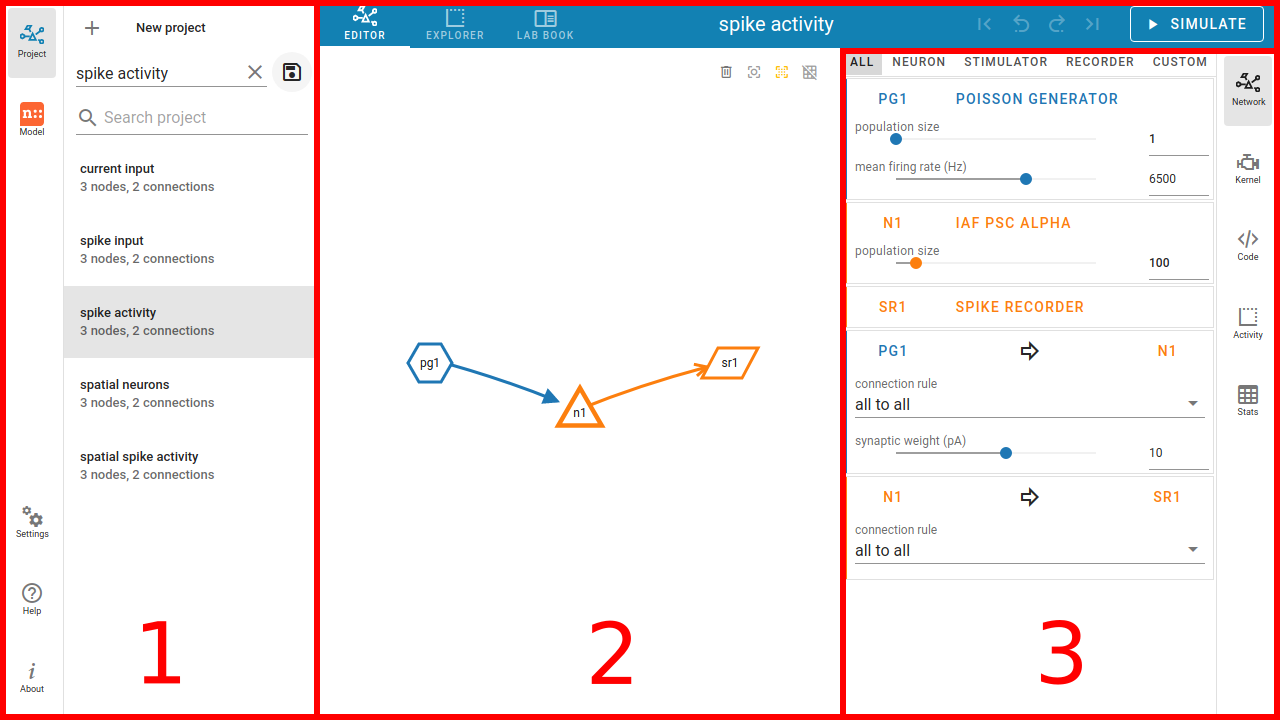 Project
n::
Model
Settings
Help
i
About
New project
spike activity
Search project
current input
3 nodes, 2 connections
spike input
3 nodes, 2 connections
spike activity
3 nodes, 2 connections
spatial neurons
3 nodes, 2 connections
spatial spike activity
3 nodes, 2 connections
1
EDITOR
EXPLORER
LAB BOOK
spike activity
SIMULATE
pg1
n1
sr1
2
ALL NEURON STIMULATOR RECORDER CUSTOM
PG1 POISSON GENERATOR
population size
1
mean firing rate (Hz)
6500
N1 IAF PSC ALPHA
population size
100
SR1 SPIKE RECORDER
PG1 N1
connection rule
all to all
synaptic weight (pA)
10
N1 SR1
connection rule
all to all
3
Network
Kernel
Code
Activity
Stats